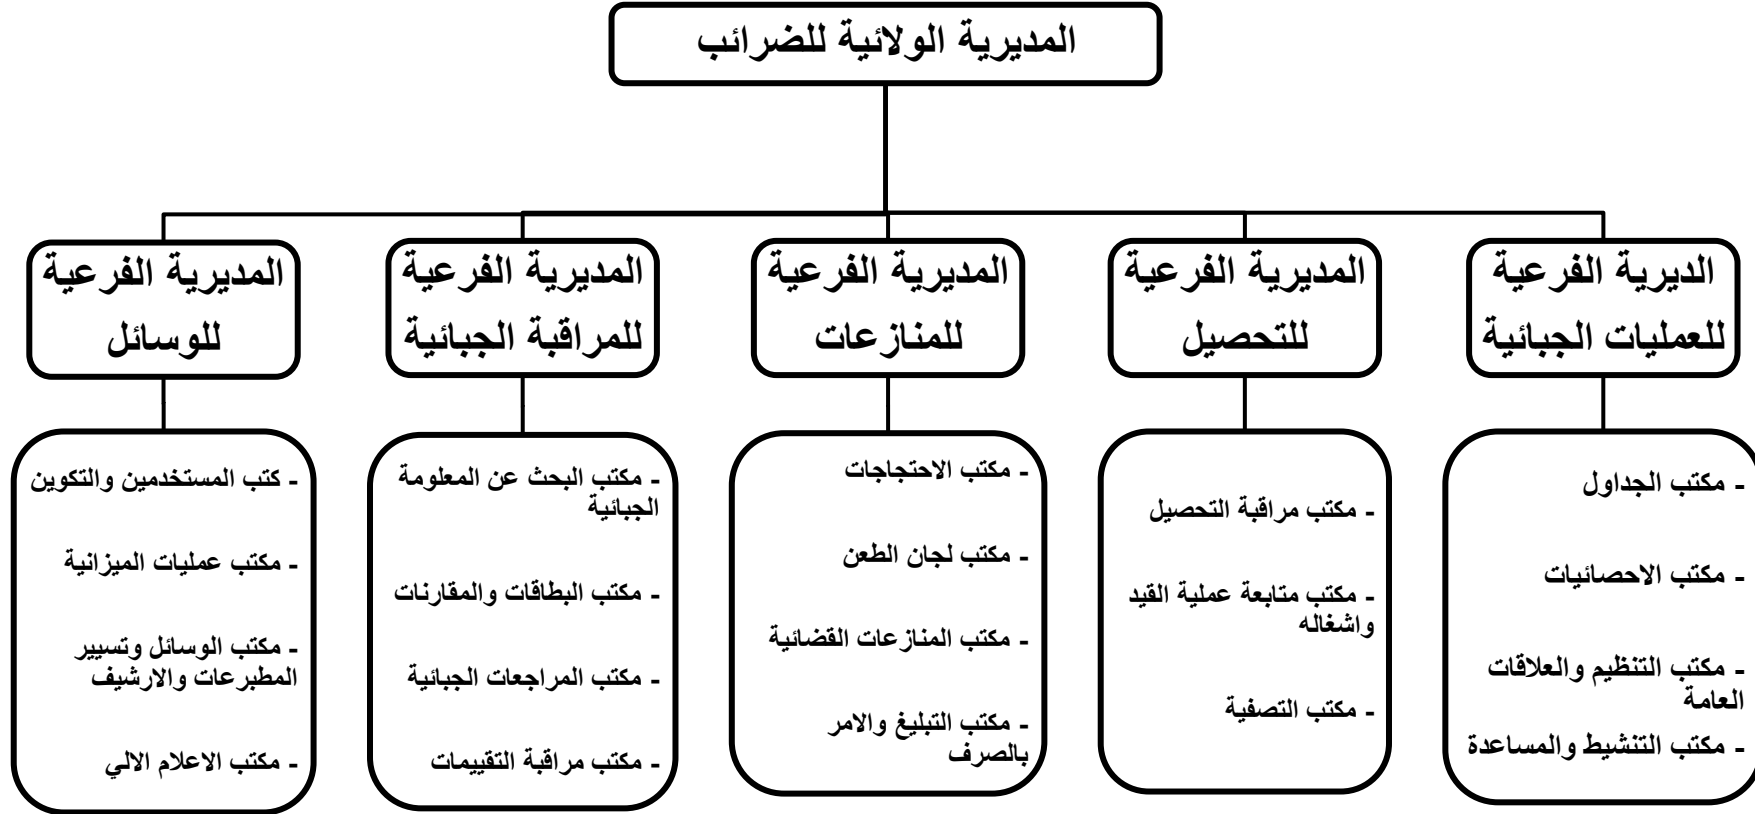 المديرية الولائية للضرائب
الديرية الفرعية
للعمليات الجبائية
المديرية الفرعية
للتحصيل
المديرية الفرعية
للمنازعات
المديرية الفرعية
للمراقبة الجبائية
المديرية الفرعية
للوسائل
- مكتب الجداول
- مكتب الاحصائيات
- مكتب التنظيم والعلاقات
العامة
- مكتب التنشيط والمساعدة
- مكتب مراقبة التحصيل
- مكتب متابعة عملية القيد
واشغاله
- مكتب التصفية
- مكتب الاحتجاجات
- مكتب لجان الطعن
- مكتب المنازعات القضائية
- مكتب التبليغ والامر
بالصرف
- مكتب البحث عن المعلومة
الجبائية
- مكتب البطاقات والمقارنات
- مكتب المراجعات الجبائية
- مكتب مراقبة التقييمات
- كتب المستخدمين والتكوين
- مكتب عمليات الميزانية
- مكتب الوسائل وتسيير
المطبرعات والارشيف
- مكتب الاعلام الالي